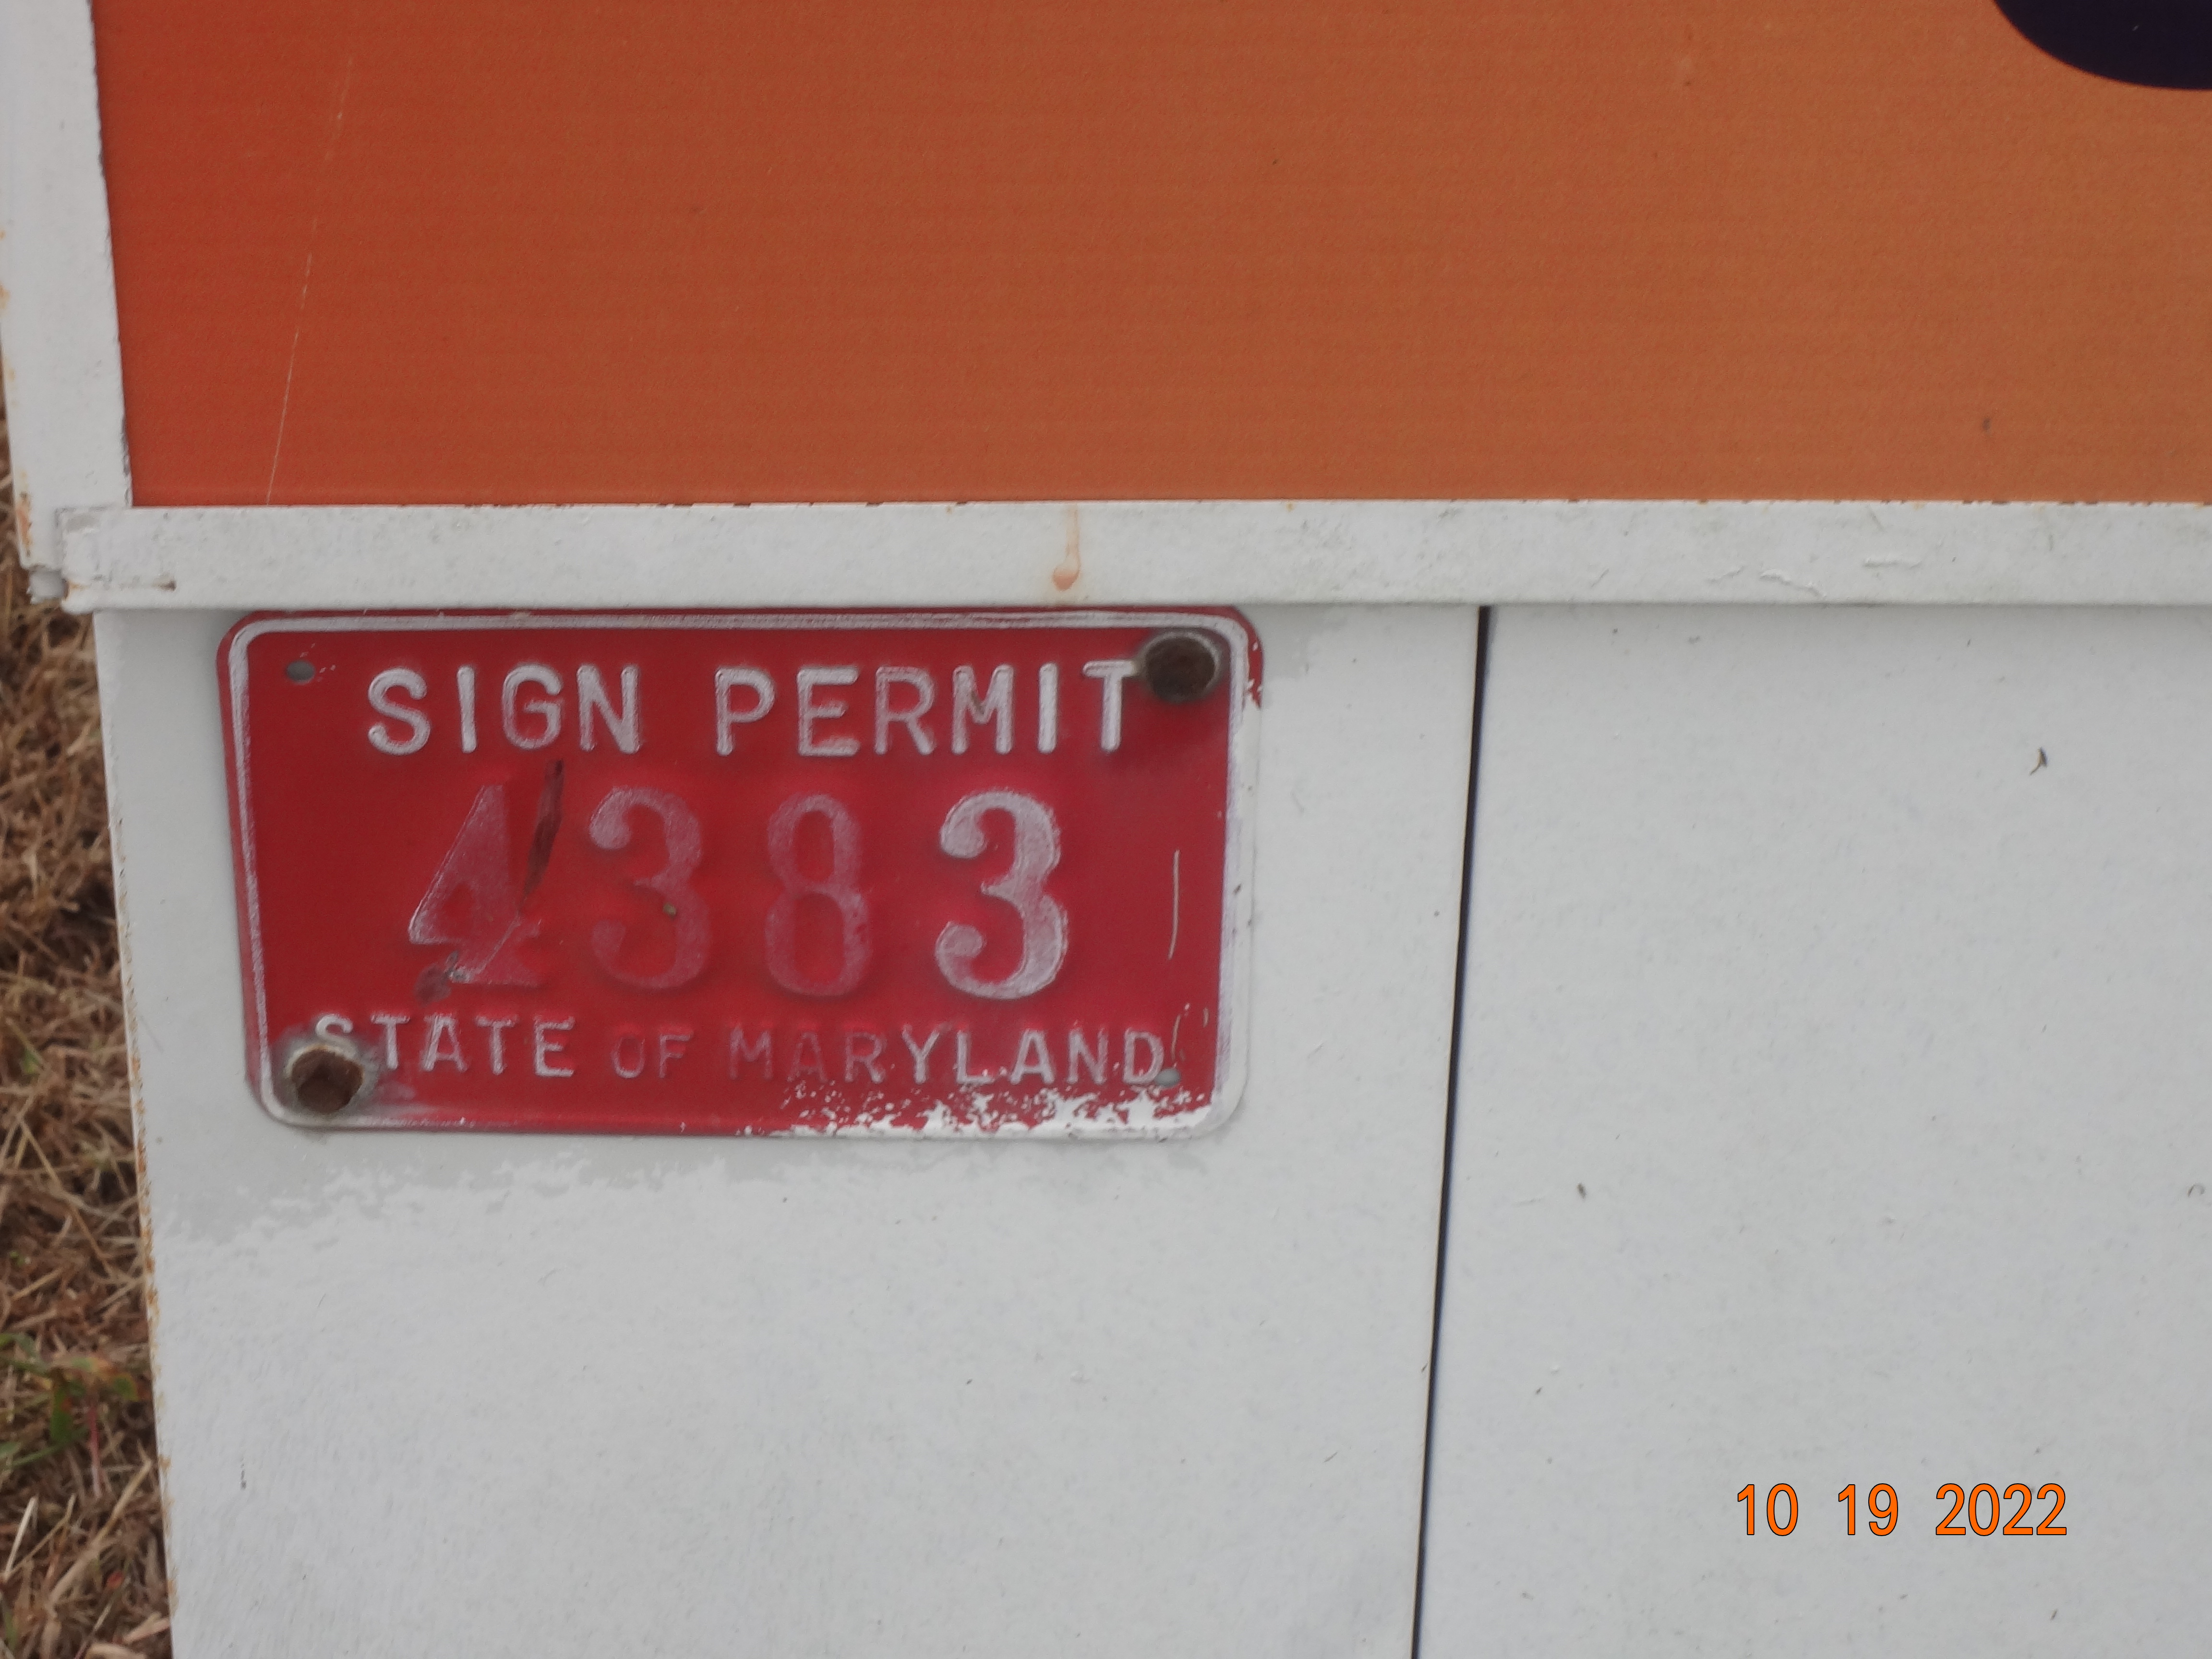 SIGN PERMIT
4383
STATE OF MARYLAND
10 19 2022